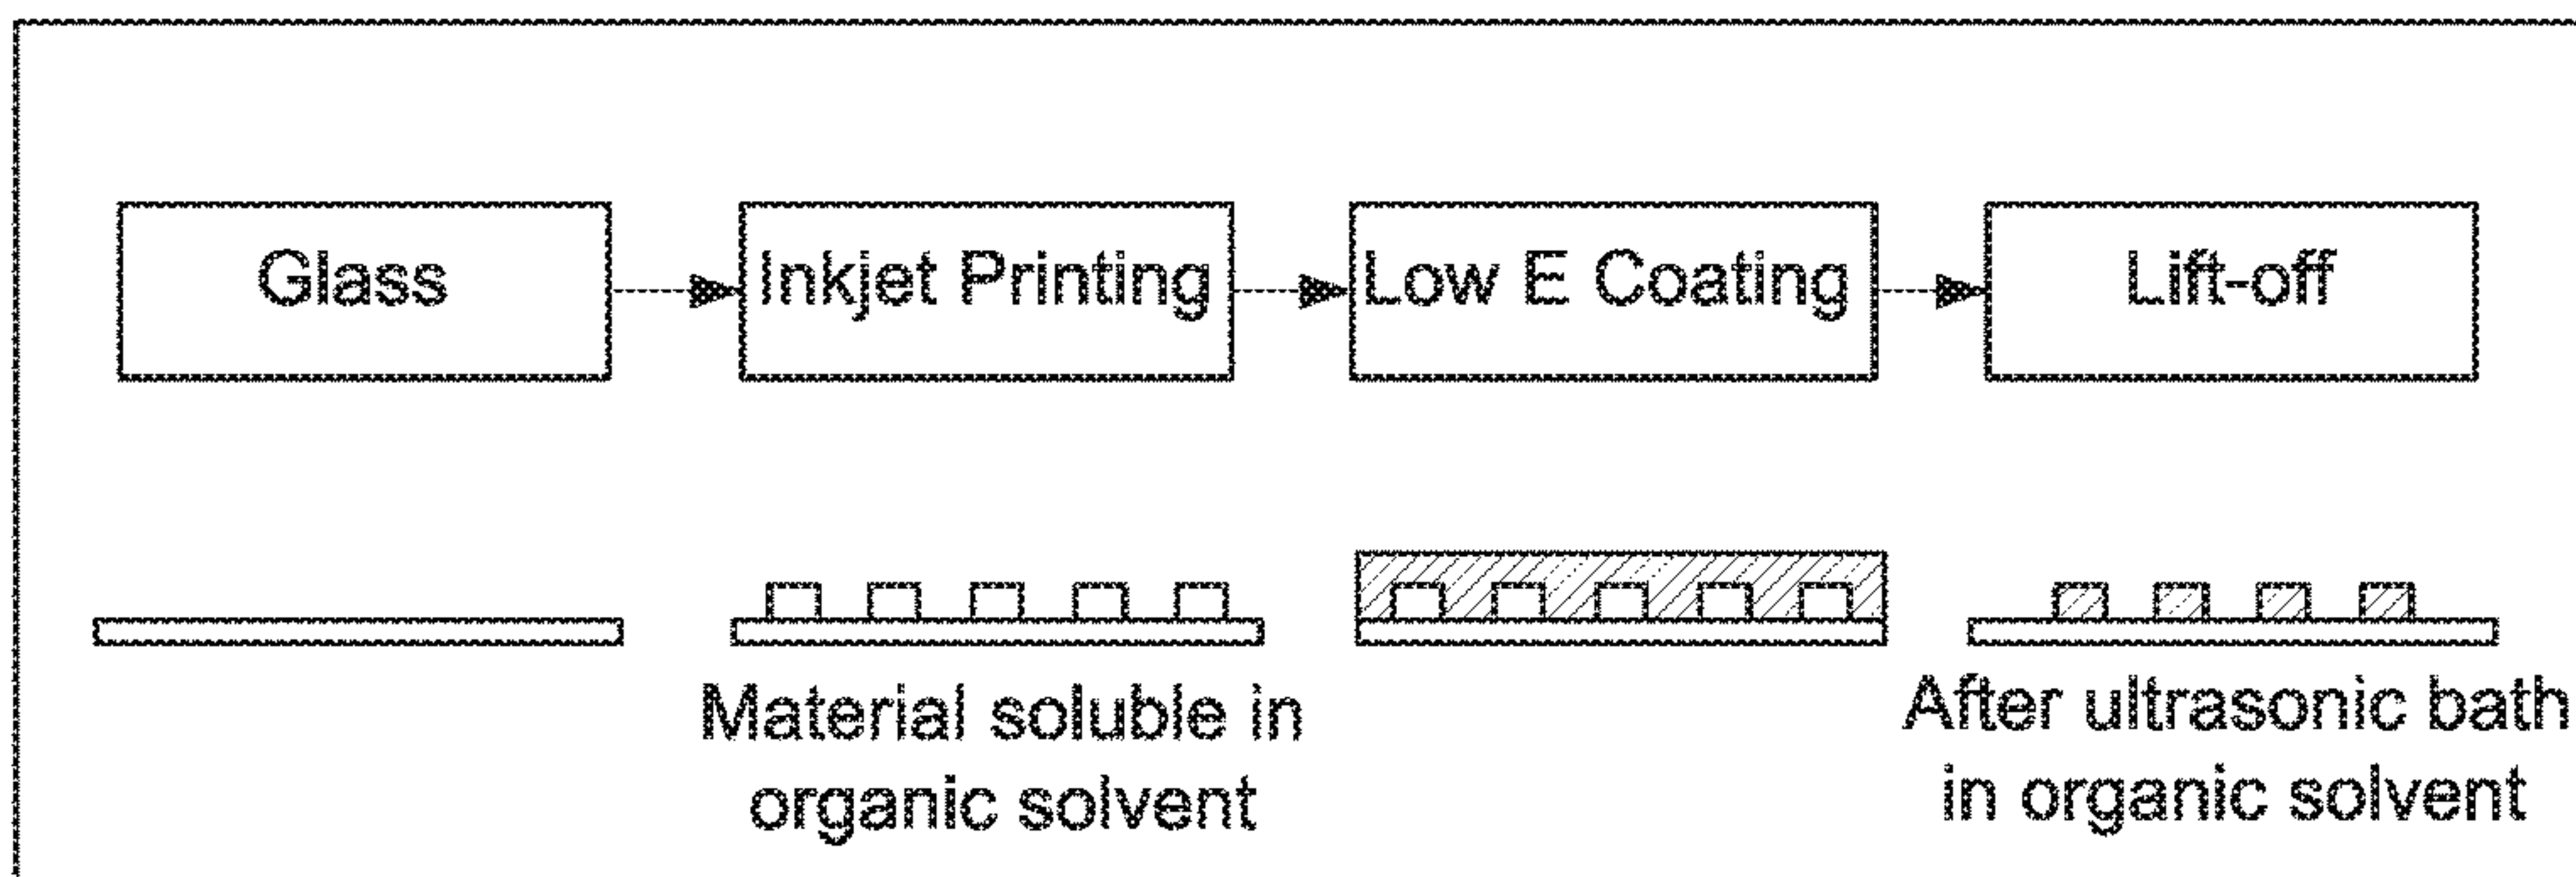 Glass
Inkjet Printing
Low E Coating
Lift-off
Material soluble in
organic solvent
After ultrasonic bath
in organic solvent